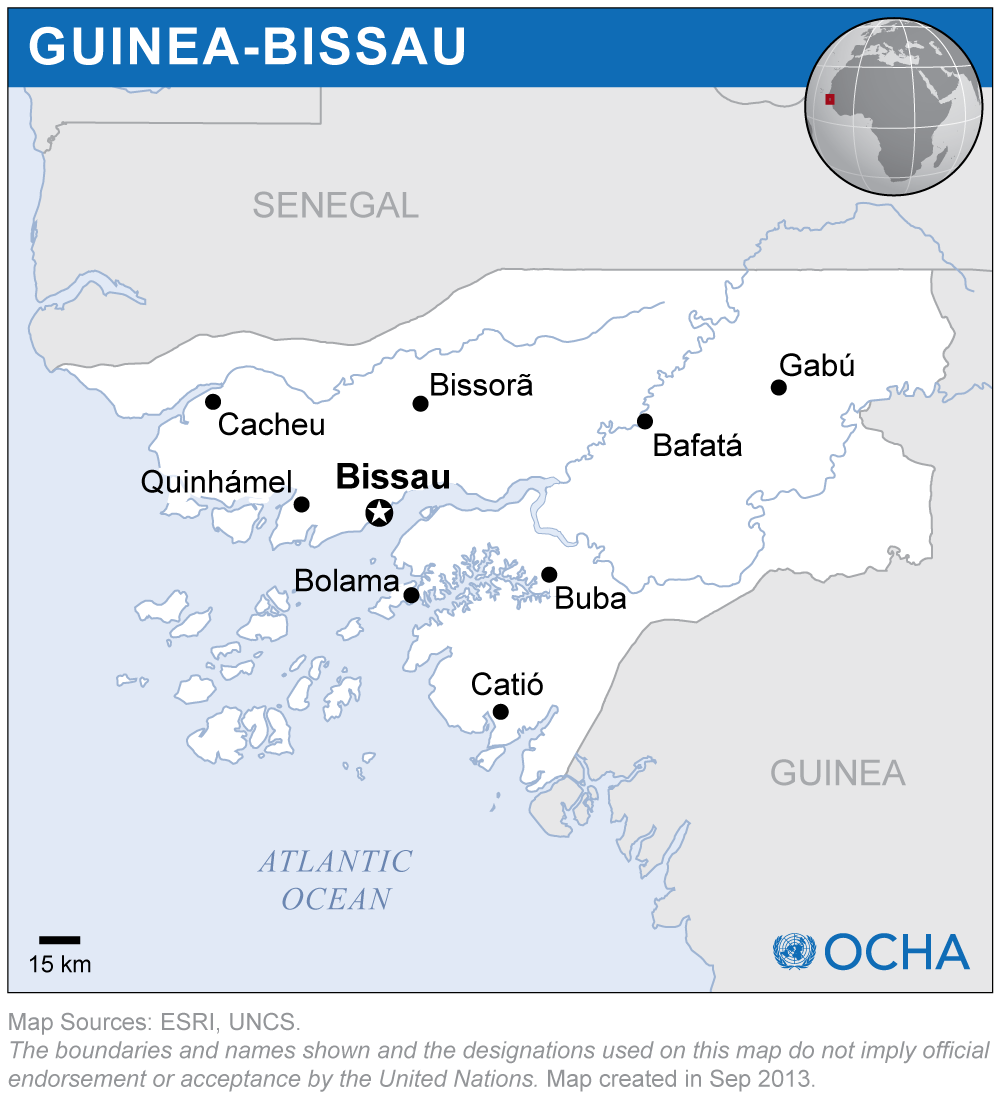 GUINEA-BISSAU
SENEGAL
Gabú
Bissorã
Cacheu
Bafatá
Bissau
Quinhámel
Bolama
Buba
Catió
GUINEA
ATLANTIC
OCEAN
15 km
OCHA
Map Sources: ESRI, UNCS.
The boundaries and names shown and the designations used on this map do not imply official
endorsement or acceptance by the United Nations. Map created in Sep 2013.